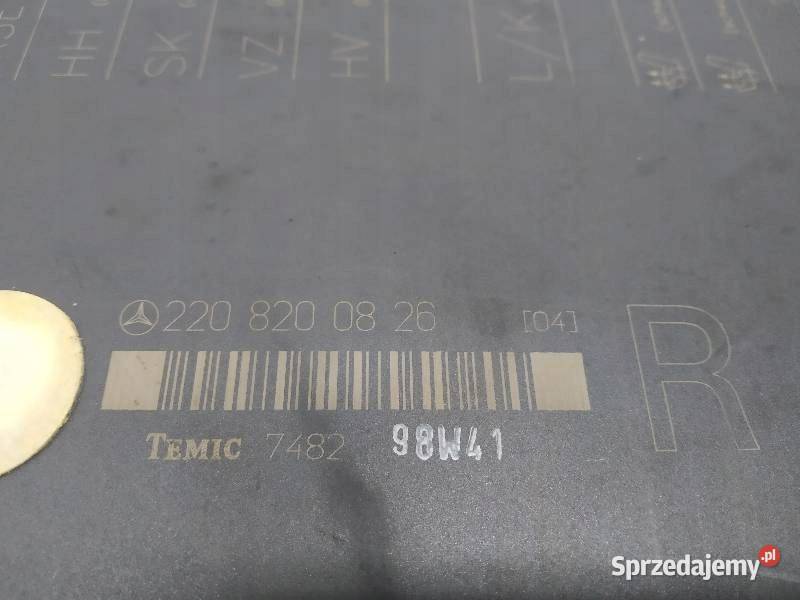 HH
SK
VZ
HV
L/K
220 820 08 26 [04]
R
TEMIC 7482 98W41
Sprzedajemy.pl